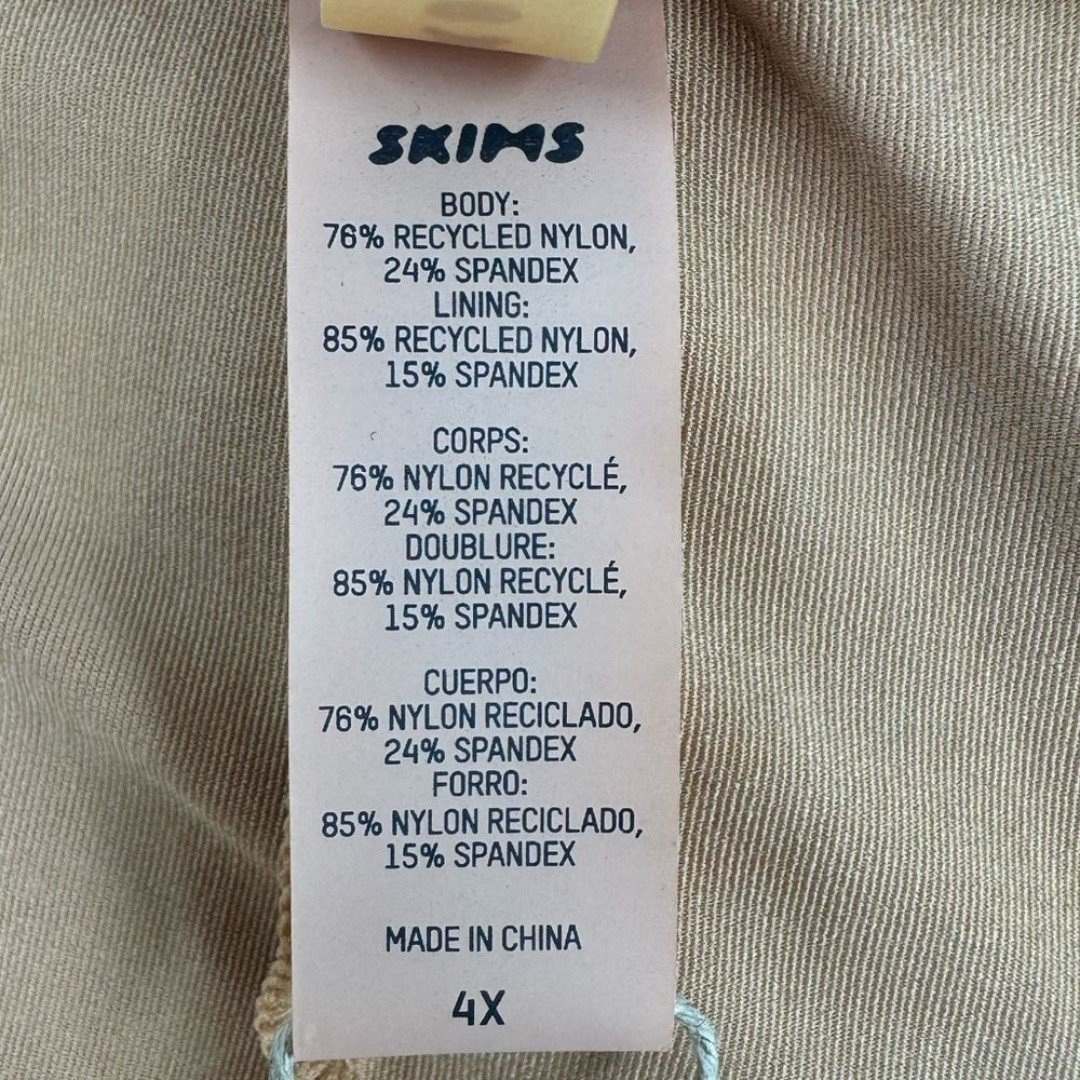 SKIMS
BODY:
76% RECYCLED NYLON,
24% SPANDEX
LINING:
85% RECYCLED NYLON,
15% SPANDEX
CORPS:
76% NYLON RECYCLÉ,
24% SPANDEX
DOUBLURE:
85% NYLON RECYCLÉ,
15% SPANDEX
CUERPO:
76% NYLON RECICLADO,
24% SPANDEX
FORRO:
85% NYLON RECICLADO,
15% SPANDEX
MADE IN CHINA
4X